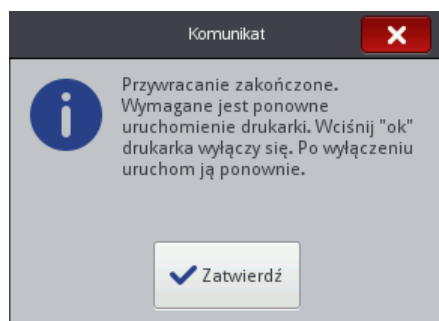 Komunikat
Przywracanie zakończone.
Wymagane jest ponowne
uruchomienie drukarki. Wciśnij "ok"
drukarka wyłączy się. Po wyłączeniu
uruchom ją ponownie.
Zatwierdź